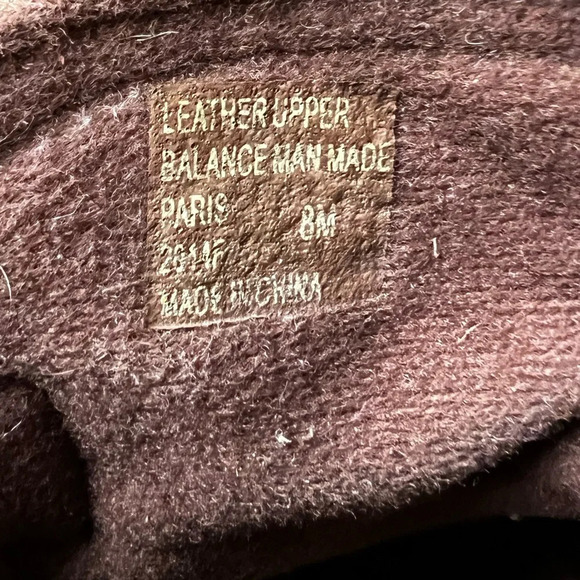 LEATHER UPPER
BALANCE MAN MADE
PARIS 8M
MADE IN CHINA